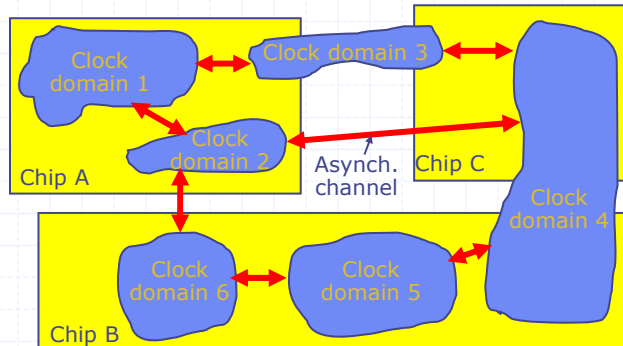 Clock
domain 1
Clock domain 3
Clock
domain 2
Chip A
Asynch.
channel
Chip C
Clock
domain 4
Clock
domain 6
Clock
domain 5
Chip B